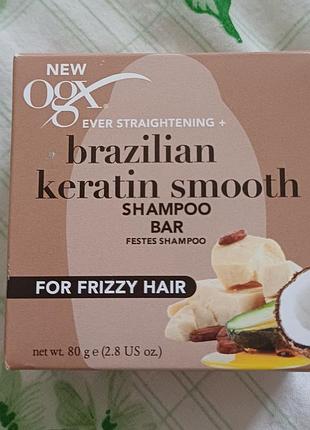 NEW
ogx
EVER STRAIGHTENING +
brazilian
keratin smooth
SHAMPOO
BAR
FESTES SHAMPOO
FOR FRIZZY HAIR
net wt. 80 g e (2.8 US oz.)